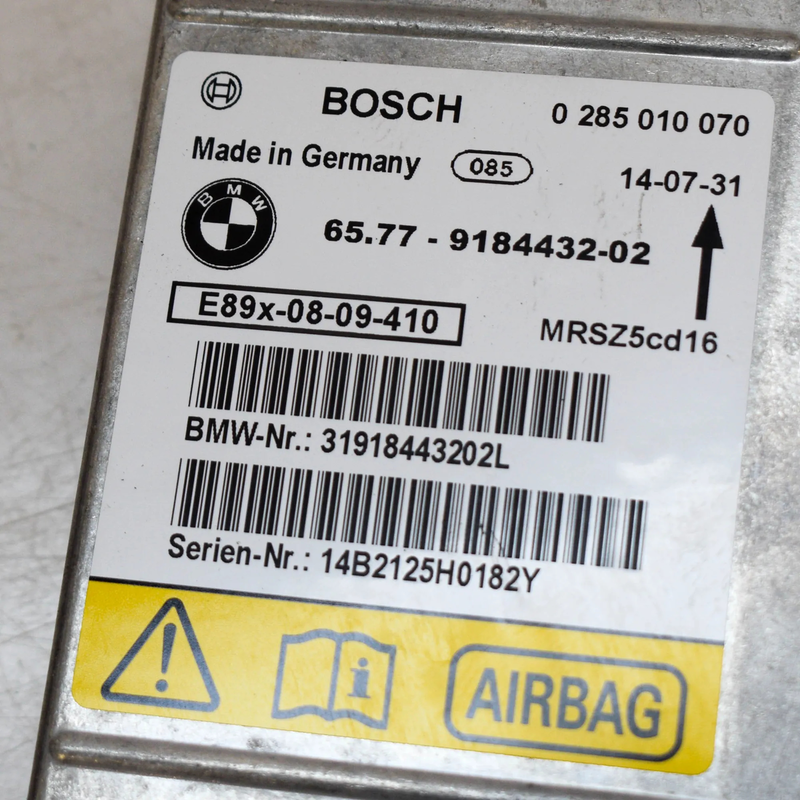 BOSCH 0 285 010 070
Made in Germany 085 14-07-31
BMW
65.77 - 9184432-02
E89x-08-09-410
MRSZ5cd16
BMW-Nr.: 31918443202L
Serien-Nr.: 14B2125H0182Y
i
AIRBAG